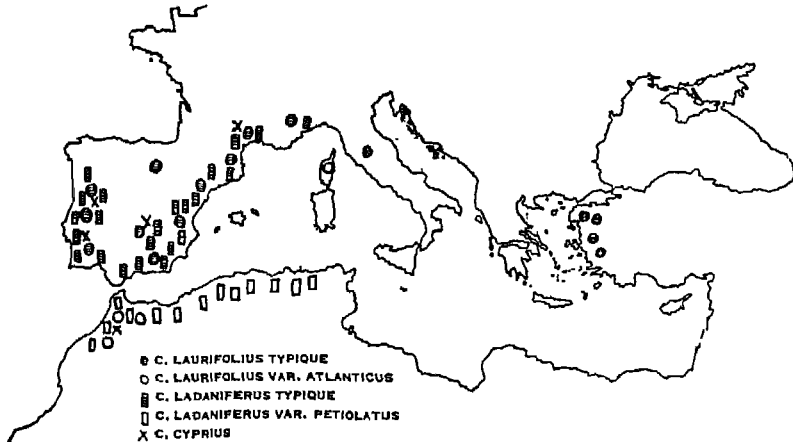 C. LAURIFOLIUS TYPIQUE
C. LAURIFOLIUS VAR. ATLANTICUS
C. LADANIFERUS TYPIQUE
C. LADANIFERUS VAR. PETIOLATUS
C. CYPRIUS